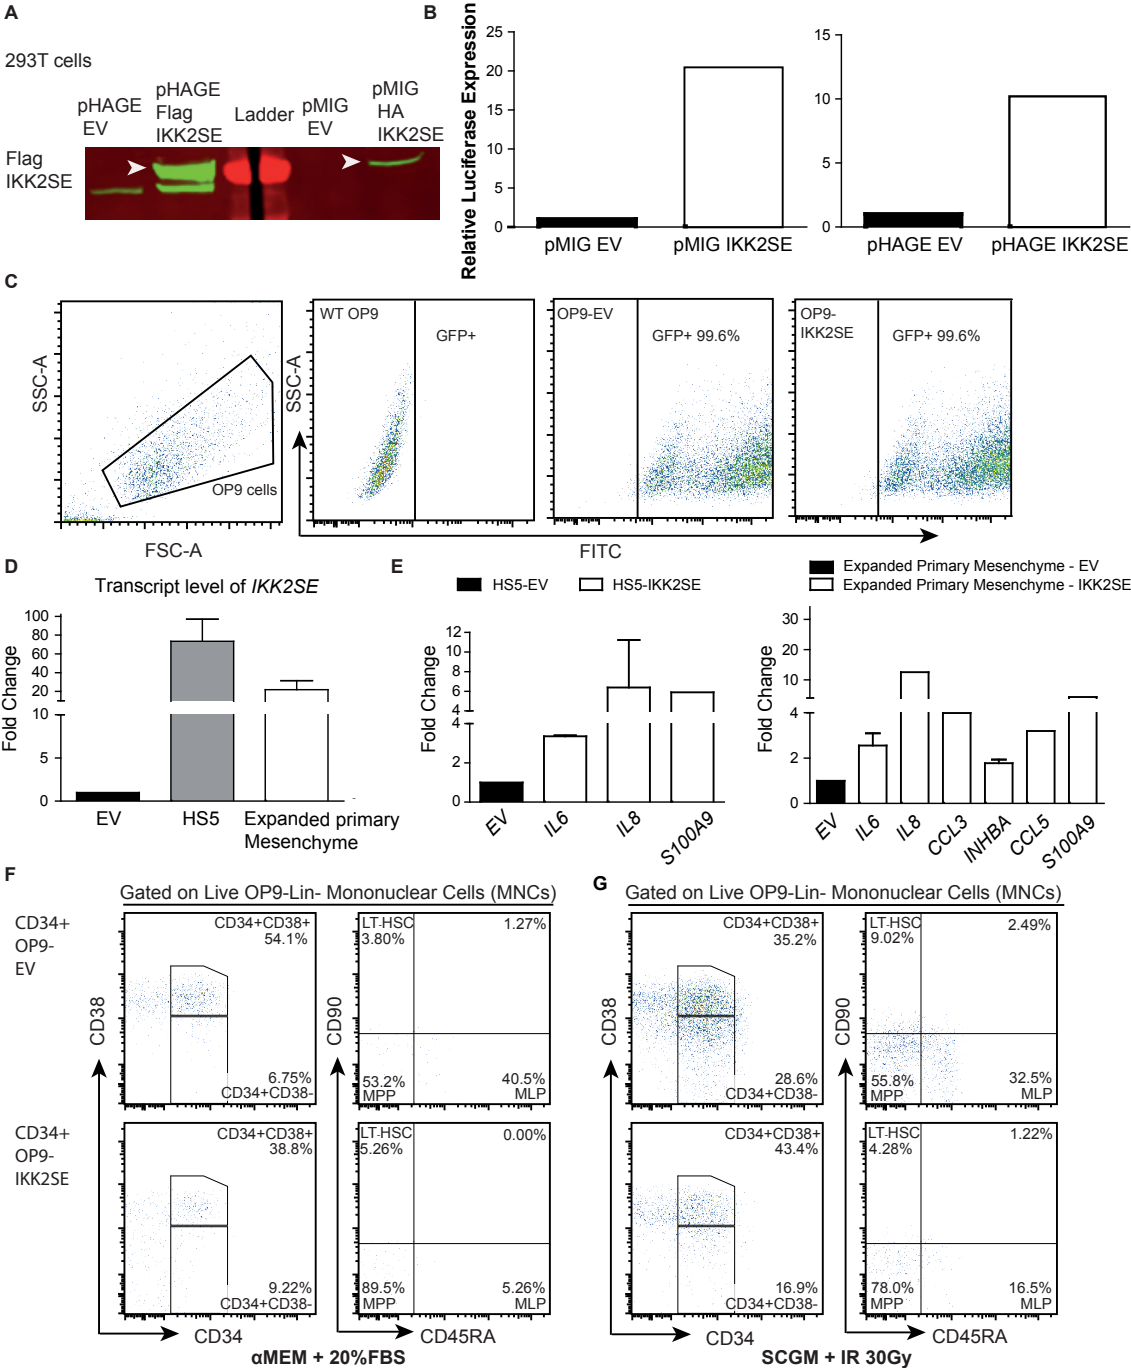 A
293T cells
pHAGE
EV
pHAGE
Flag
IKK2SE
Ladder
pMIG
EV
pMIG
HA
IKK2SE
Flag
IKK2SE
B
Relative Luciferase Expression
25
20
15
10
5
0
pMIG EV
pMIG IKK2SE
15
10
5
0
pHAGE EV
pHAGE IKK2SE
C
SSC-A
OP9 cells
FSC-A
SSC-A
WT OP9
GFP+
OP9-EV
GFP+ 99.6%
OP9-
IKK2SE
GFP+ 99.6%
FITC
D
Transcript level of IKK2SE
Fold Change
100
80
60
40
20
10
5
0
EV
HS5
Expanded primary
Mesenchyme
E
HS5-EV
HS5-IKK2SE
Fold Change
12
10
8
6
4
4
2
0
EV
IL6
IL8
S100A9
Expanded Primary Mesenchyme - EV
Expanded Primary Mesenchyme - IKK2SE
Fold Change
30
20
10
4
2
0
EV
IL6
IL8
CCL3
INHBA
CCL5
S100A9
F
Gated on Live OP9-Lin- Mononuclear Cells (MNCs)
CD34+
OP9-
EV
CD38
CD34+CD38+
54.1%
6.75%
CD34+CD38-
CD90
LT-HSC
3.80%
1.27%
53.2%
MPP
40.5%
MLP
CD34+
OP9-
IKK2SE
CD34+CD38+
38.8%
9.22%
CD34+CD38-
LT-HSC
5.26%
0.00%
89.5%
MPP
5.26%
MLP
CD34
CD45RA
αMEM + 20%FBS
G
Gated on Live OP9-Lin- Mononuclear Cells (MNCs)
CD38
CD34+CD38+
35.2%
28.6%
CD34+CD38-
CD90
LT-HSC
9.02%
2.49%
55.8%
MPP
32.5%
MLP
CD34+CD38+
43.4%
16.9%
CD34+CD38-
LT-HSC
4.28%
1.22%
78.0%
MPP
16.5%
MLP
CD34
CD45RA
SCGM + IR 30Gy